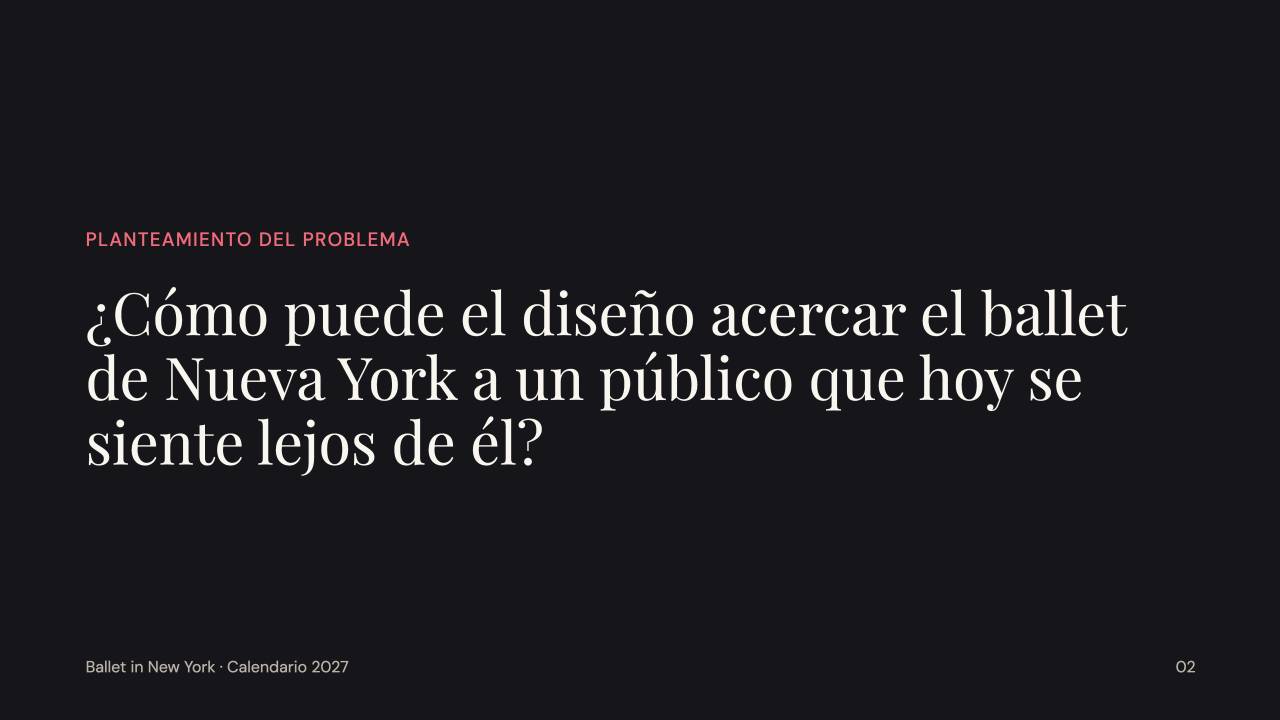 PLANTEAMIENTO DEL PROBLEMA
¿Cómo puede el diseño acercar el ballet
de Nueva York a un público que hoy se
siente lejos de él?
Ballet in New York · Calendario 2027
02